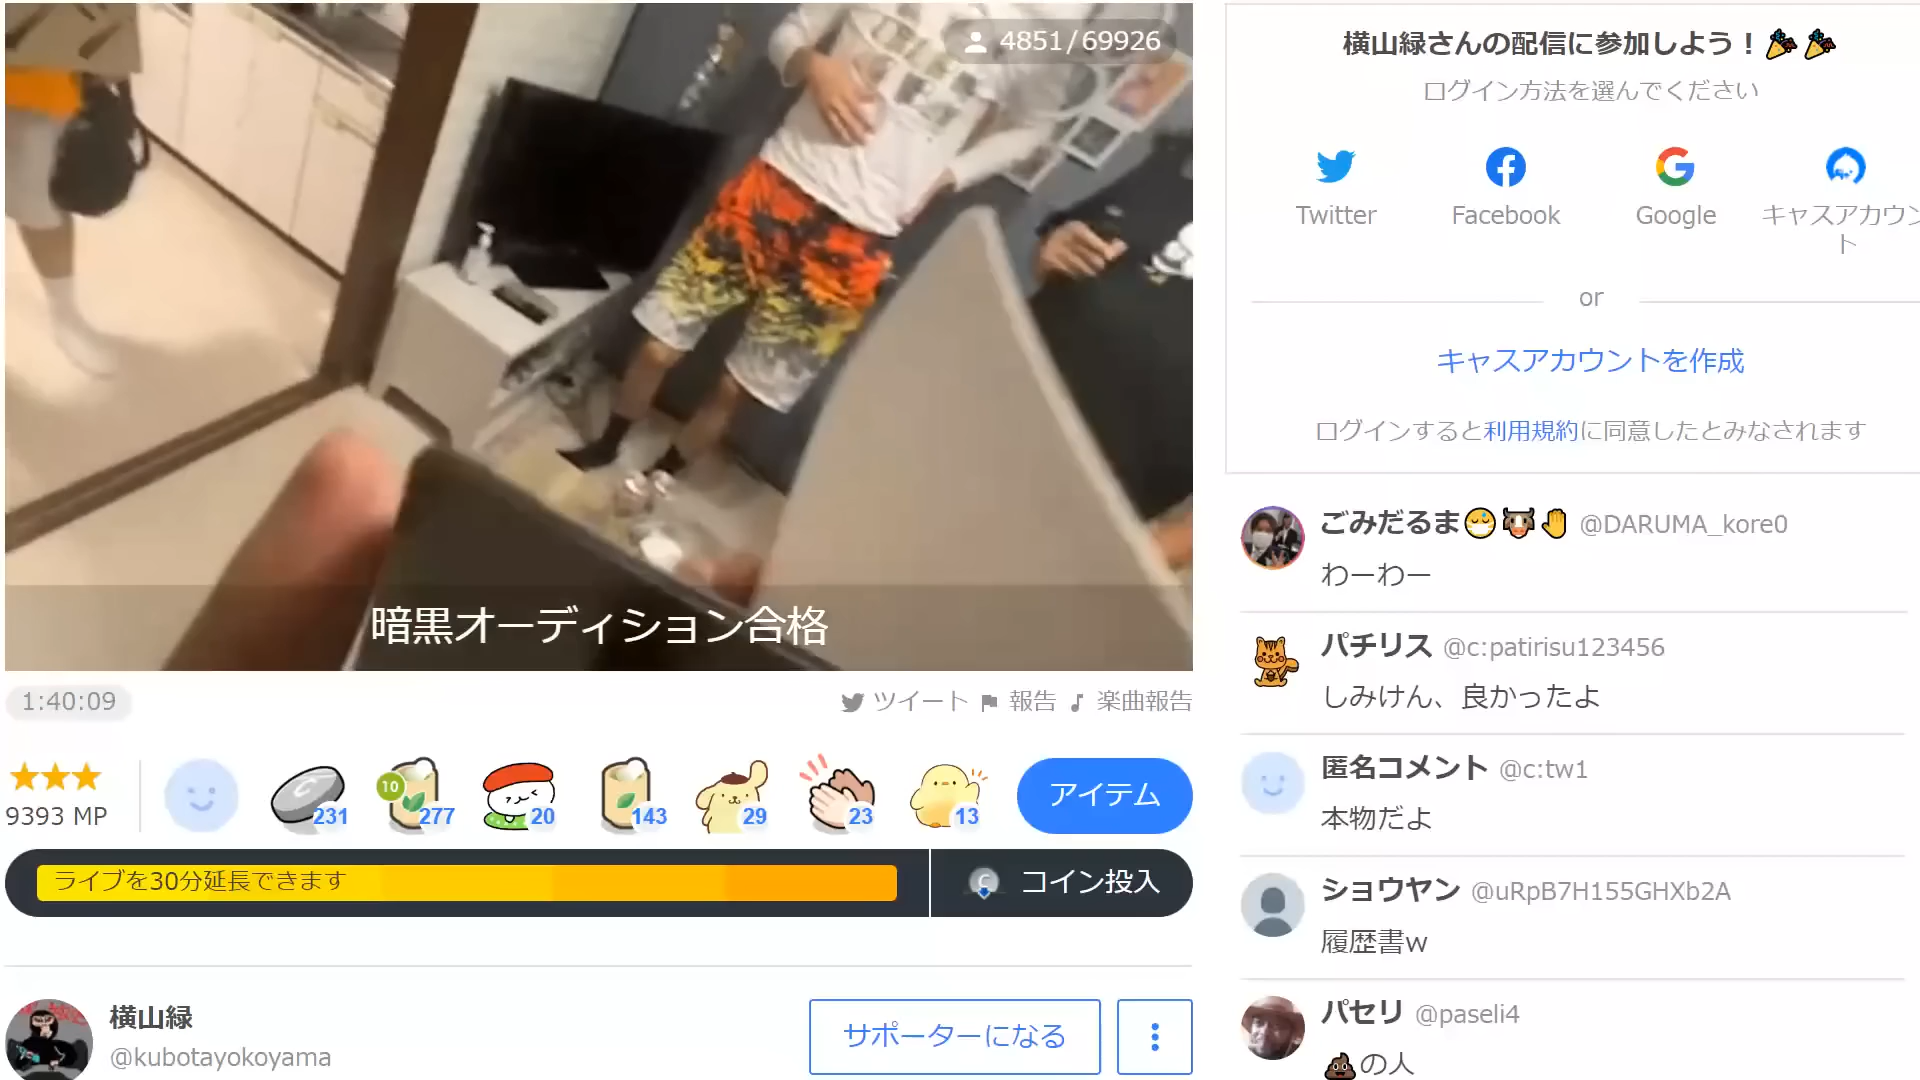 4851/69926
暗黒オーディション合格
1:40:09
ツイート 報告 楽曲報告
9393 MP
231
10
277
20
143
29
23
13
アイテム
ライブを30分延長できます
C
コイン投入
横山緑
@kubotayokoyama
サポーターになる
横山緑さんの配信に参加しよう！
ログイン方法を選んでください
Twitter
Facebook
Google
キャスアカウン
ト
or
キャスアカウントを作成
ログインすると利用規約に同意したとみなされます
ごみだるま😷🐮🤚 @DARUMA_kore0
わーわー
パチリス @c:patirisu123456
しみけん、良かったよ
匿名コメント @c:tw1
本物だよ
ショウヤン @uRpB7H155GHXb2A
履歴書w
パセリ @paseli4
💩の人